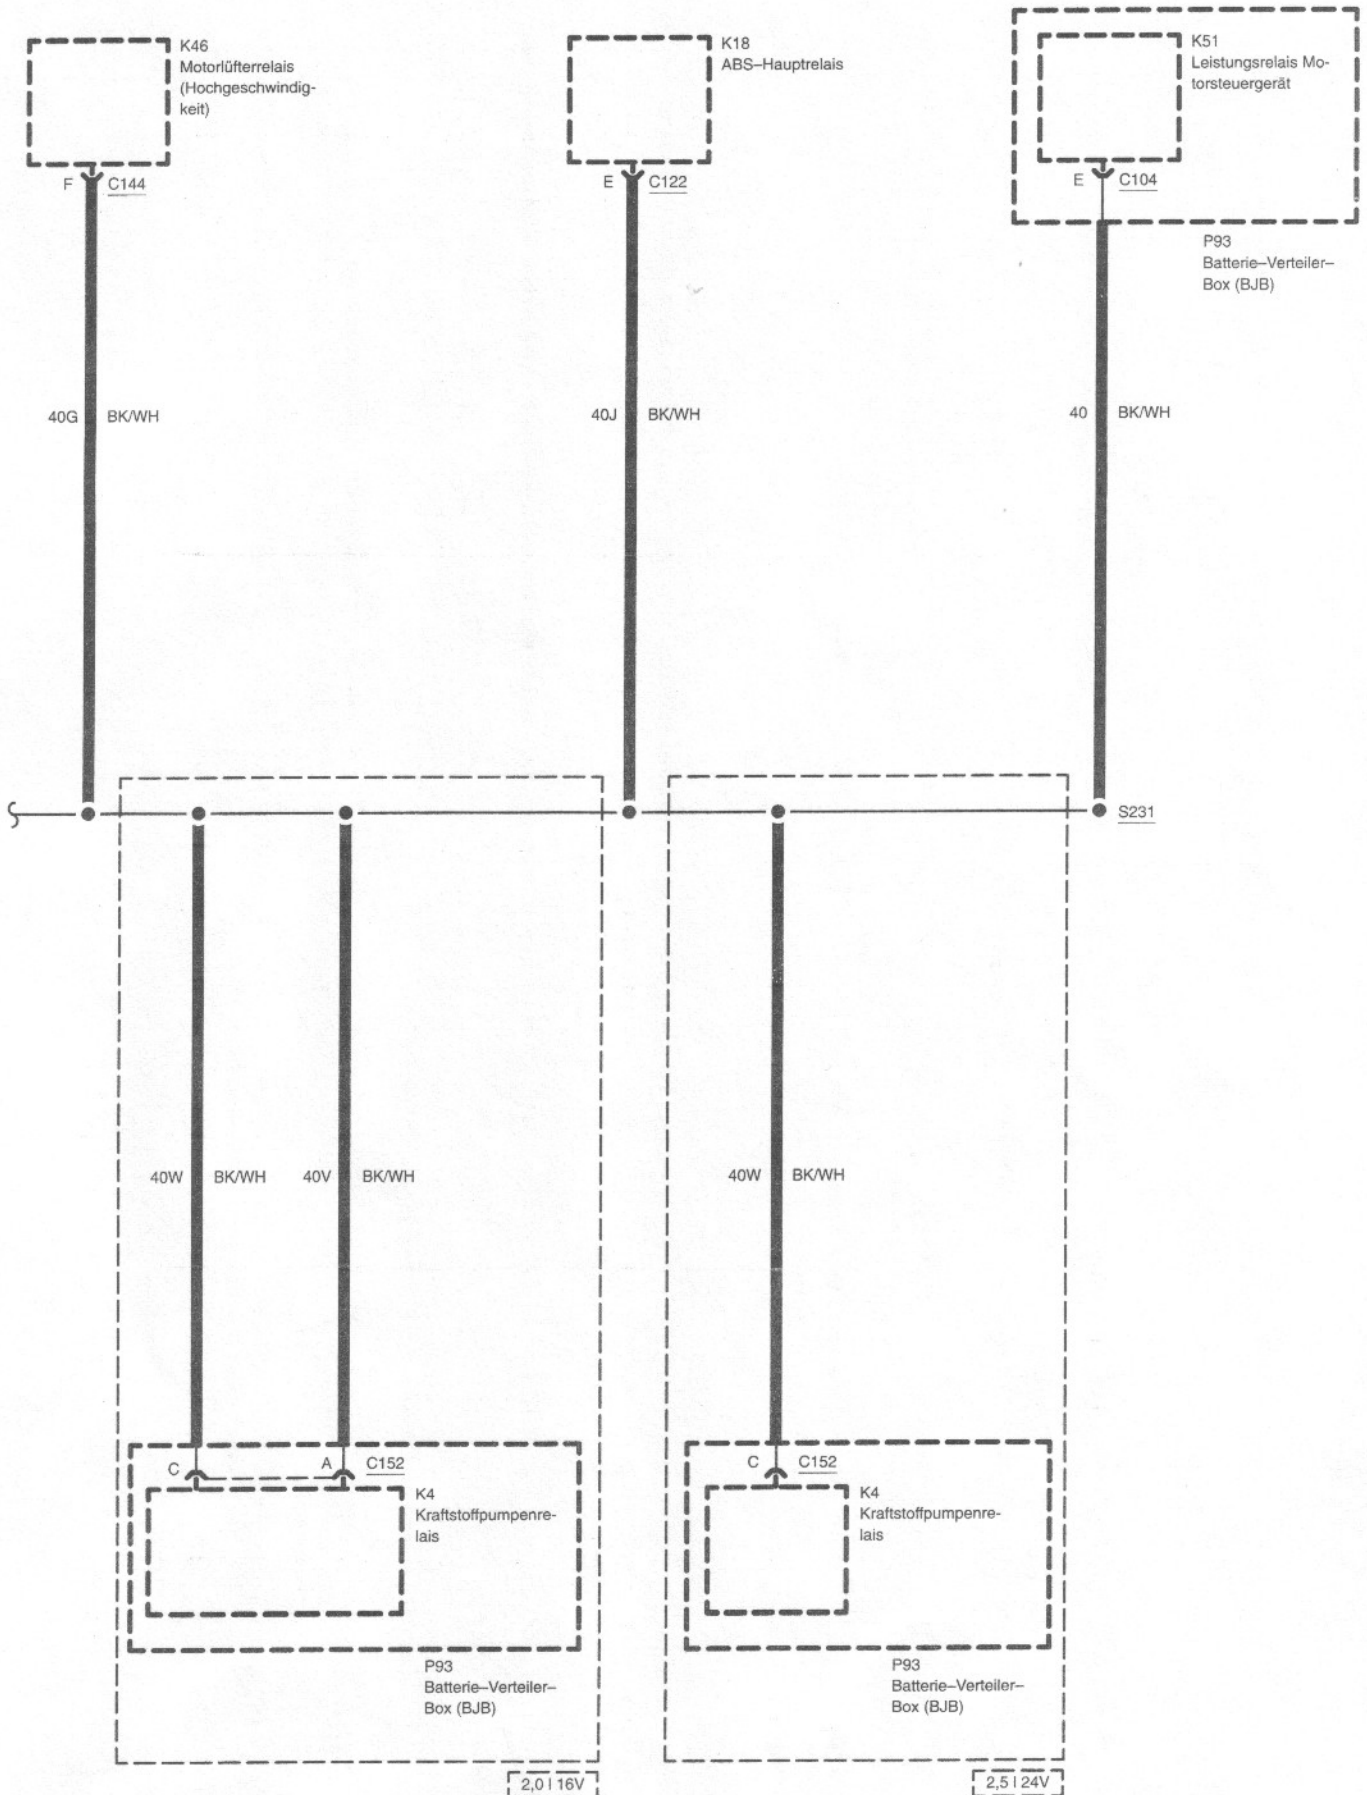 K46
Motorlüfterrelais
(Hochgeschwindig-
keit)
F C144
K18
ABS–Hauptrelais
E C122
K51
Leistungsrelais Mo-
torsteuergerät
E C104
P93
Batterie–Verteiler–
Box (BJB)
40G BK/WH
40J BK/WH
40 BK/WH
S231
40W BK/WH
40V BK/WH
40W BK/WH
C A C152
K4
Kraftstoffpumpenre-
lais
P93
Batterie–Verteiler–
Box (BJB)
2,0 l 16V
C C152
K4
Kraftstoffpumpenre-
lais
P93
Batterie–Verteiler–
Box (BJB)
2,5 l 24V